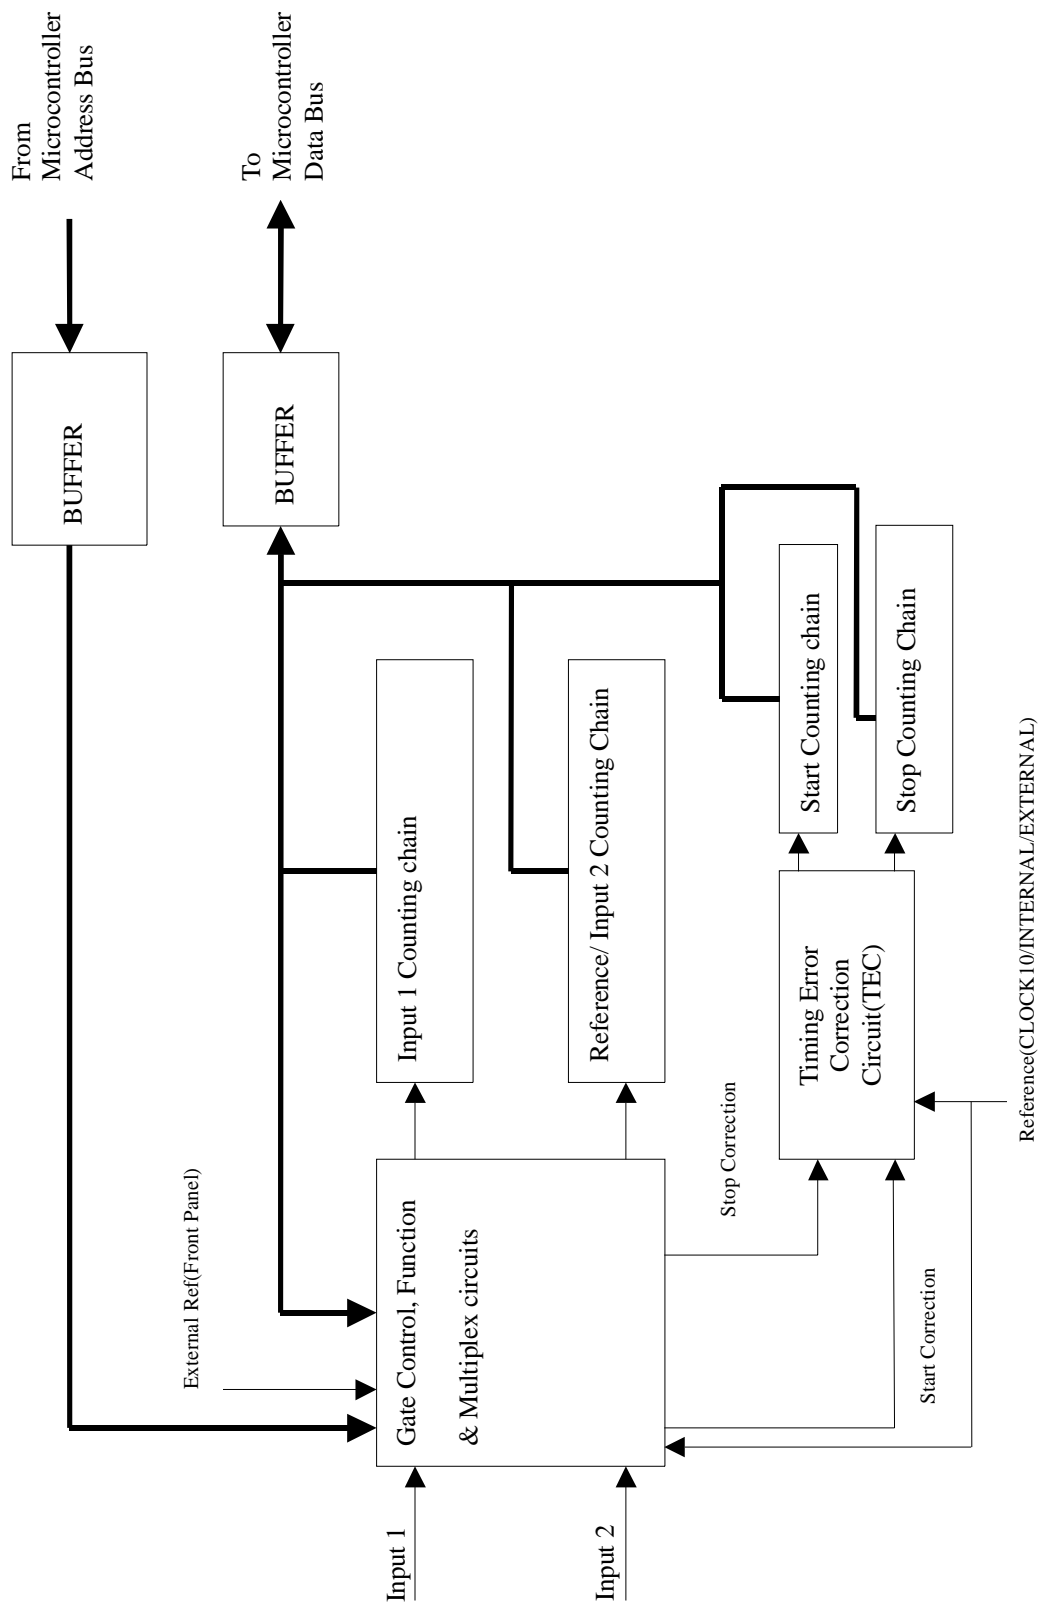 From
Microcontroller
Address Bus
To
Microcontroller
Data Bus
BUFFER
BUFFER
External Ref(Front Panel)
Input 1
Input 2
Gate Control, Function
& Multiplex circuits
Input 1 Counting chain
Reference/ Input 2 Counting Chain
Stop Correction
Start Correction
Timing Error
Correction
Circuit(TEC)
Start Counting chain
Stop Counting Chain
Reference(CLOCK10/INTERNAL/EXTERNAL)